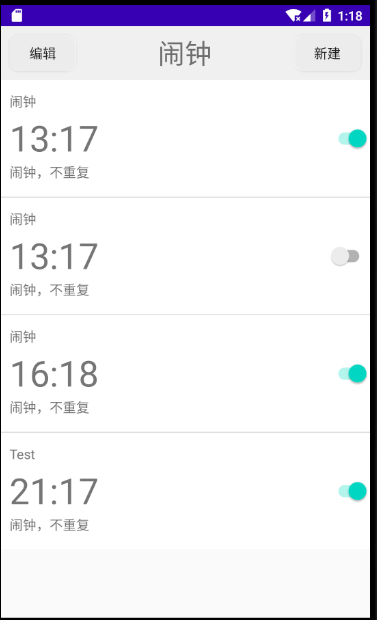 1:18
编辑 闹钟 新建
闹钟
13:17
闹钟，不重复
闹钟
13:17
闹钟，不重复
闹钟
16:18
闹钟，不重复
Test
21:17
闹钟，不重复